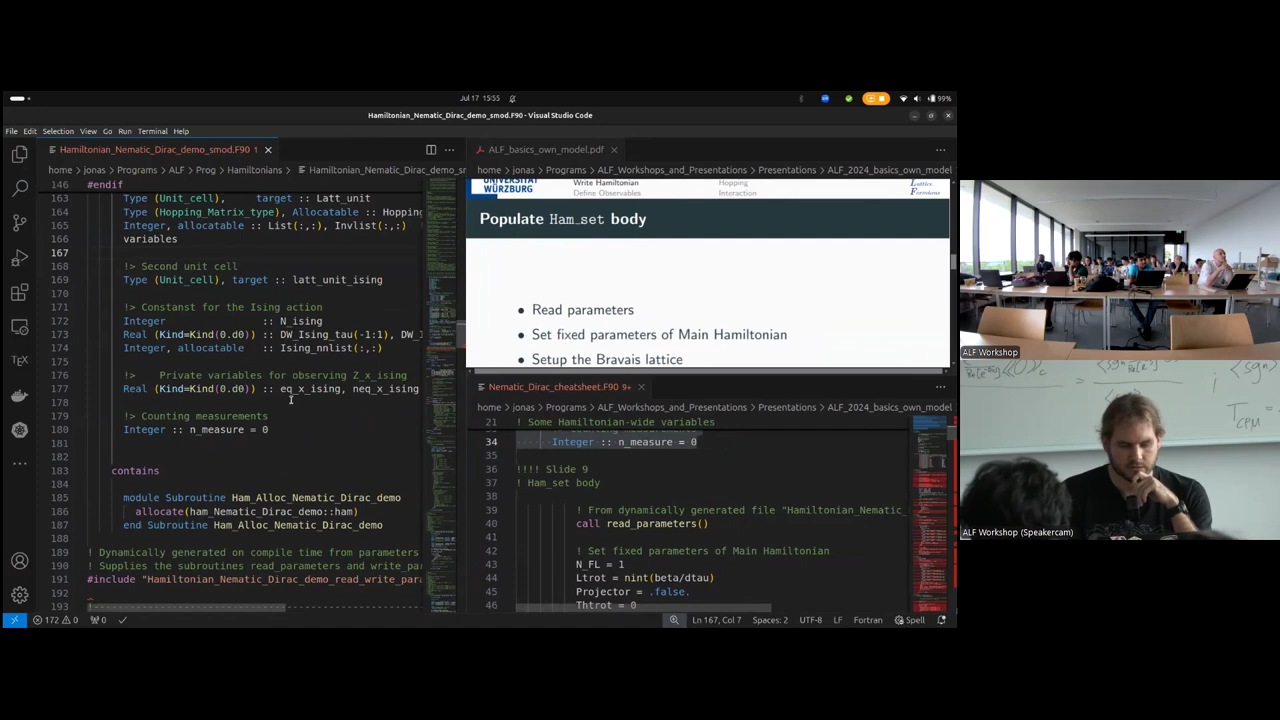 Jul 17 15:55
99%
Hamiltonian_Nematic_Dirac_demo_smod.F90 - Visual Studio Code
File Edit Selection View Go Run Terminal Help
Hamiltonian_Nematic_Dirac_demo_smod.F90 1
home > jonas > Programs > ALF > Prog > Hamiltonians > Hamiltonian_Nematic_Dirac_demo_s
146 #endif
163 Type (Unit_cell), target :: Latt_unit
164 Type (Hopping_Matrix_type), Allocatable :: Hopping
165 Integer, allocatable :: List(:,:), Invlist(:,:)
166 variables
167
168 !> Second unit cell
169 Type (Unit_cell), target :: latt_unit_ising
170
171 !> Constanst for the Ising action
172 Integer :: N_ising
173 Real (Kind=Kind(0.d0)) :: DW_Ising_tau(-1:1), DW_
174 Integer, allocatable :: Ising_nnlist(:,:)
175
176 !> Private variables for observing Z_x_ising
177 Real (Kind=Kind(0.d0)) :: eq_x_ising, neq_x_ising
178
179 !> Counting measurements
180 Integer :: n_measure = 0
181
182
183 contains
184
185 module Subroutine Ham_Alloc_Nematic_Dirac_demo
186 allocate(ham_Nematic_Dirac_demo::ham)
187 end Subroutine Ham_Alloc_Nematic_Dirac_demo
188
189 ! Dynamically generated on compile time from parameters
190 ! Supplies the subroutines read_parameters and write_par
191 #include "Hamiltonian_Nematic_Dirac_demo_read_write_para
192
193 !
ALF_basics_own_model.pdf
home > jonas > Programs > ALF_Workshops_and_Presentations > Presentations > ALF_2024_basics_own_model
UNIVERSITÄT
WÜRZBURG
Write Hamiltonian
Define Observables
Hopping
Interaction
Populate Ham_set body
• Read parameters
• Set fixed parameters of Main Hamiltonian
• Setup the Bravais lattice
Nematic_Dirac_cheatsheet.F90 9+
home > jonas > Programs > ALF_Workshops_and_Presentations > Presentations > ALF_2024_basics_own_model
21 ! Some Hamiltonian-wide variables
34 Integer :: n_measure = 0
35
36 !!!! Slide 9
37 ! Ham_set body
38
39 ! From dynamically generated file "Hamiltonian_Nematic_
40 call read_parameters()
41
42 ! Set fixed parameters of Main Hamiltonian
43 N_FL = 1
44 Ltrot = nint(beta/dtau)
45 Projector = .false.
46 Thtrot = 0
172 0 0
Ln 167, Col 7 Spaces: 2 UTF-8 LF Fortran Spell
ALF Workshop
ALF Workshop (Speakercam)